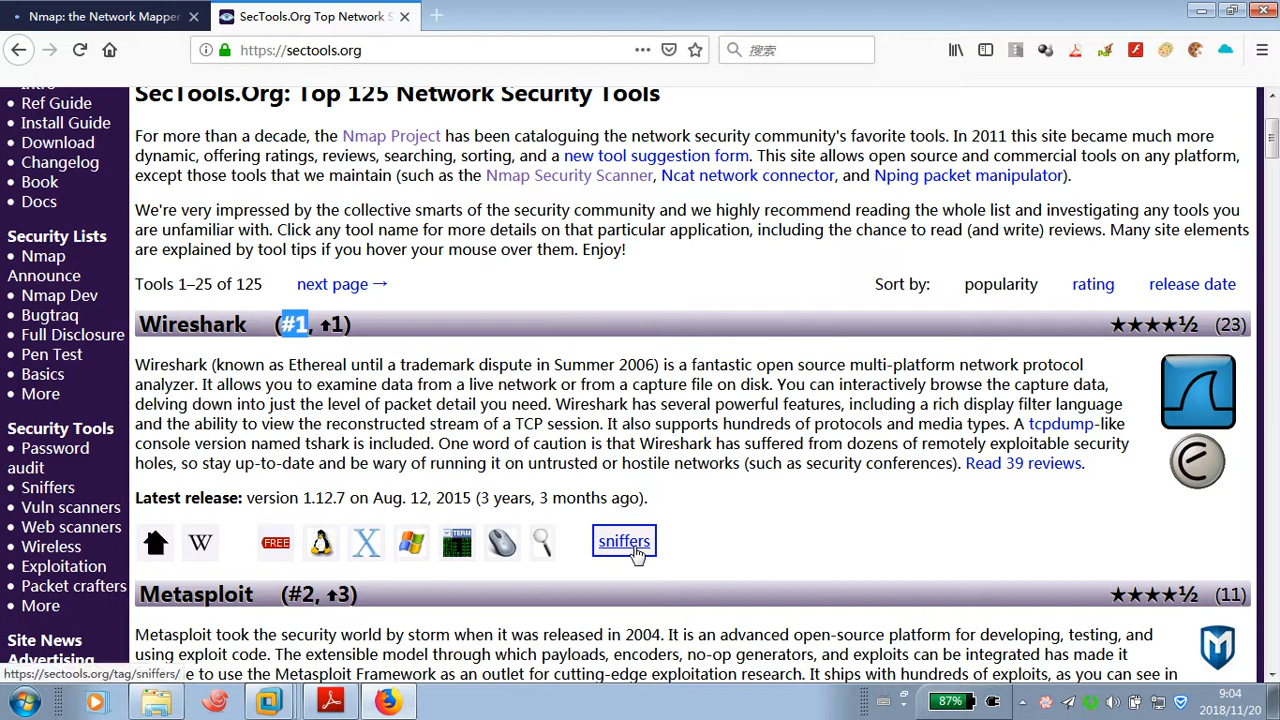 Nmap: the Network Mapper
SecTools.Org Top Network S
https://sectools.org
搜索
Intro
Ref Guide
Install Guide
Download
Changelog
Book
Docs
Security Lists
Nmap
Announce
Nmap Dev
Bugtraq
Full Disclosure
Pen Test
Basics
More
Security Tools
Password
audit
Sniffers
Vuln scanners
Web scanners
Wireless
Exploitation
Packet crafters
More
Site News
Advertising
SecTools.Org: Top 125 Network Security Tools
For more than a decade, the Nmap Project has been cataloguing the network security community's favorite tools. In 2011 this site became much more
dynamic, offering ratings, reviews, searching, sorting, and a new tool suggestion form. This site allows open source and commercial tools on any platform,
except those tools that we maintain (such as the Nmap Security Scanner, Ncat network connector, and Nping packet manipulator).
We're very impressed by the collective smarts of the security community and we highly recommend reading the whole list and investigating any tools you
are unfamiliar with. Click any tool name for more details on that particular application, including the chance to read (and write) reviews. Many site elements
are explained by tool tips if you hover your mouse over them. Enjoy!
Tools 1–25 of 125 next page → Sort by: popularity rating release date
Wireshark (#1, ⬆1) ★★★★½ (23)
Wireshark (known as Ethereal until a trademark dispute in Summer 2006) is a fantastic open source multi-platform network protocol
analyzer. It allows you to examine data from a live network or from a capture file on disk. You can interactively browse the capture data,
delving down into just the level of packet detail you need. Wireshark has several powerful features, including a rich display filter language
and the ability to view the reconstructed stream of a TCP session. It also supports hundreds of protocols and media types. A tcpdump-like
console version named tshark is included. One word of caution is that Wireshark has suffered from dozens of remotely exploitable security
holes, so stay up-to-date and be wary of running it on untrusted or hostile networks (such as security conferences). Read 39 reviews.
Latest release: version 1.12.7 on Aug. 12, 2015 (3 years, 3 months ago).
W FREE X TERM sniffers
Metasploit (#2, ⬆3) ★★★★½ (11)
Metasploit took the security world by storm when it was released in 2004. It is an advanced open-source platform for developing, testing, and
using exploit code. The extensible model through which payloads, encoders, no-op generators, and exploits can be integrated has made it
e to use the Metasploit Framework as an outlet for cutting-edge exploitation research. It ships with hundreds of exploits, as you can see in
https://sectools.org/tag/sniffers/
87%
9:04
2018/11/20